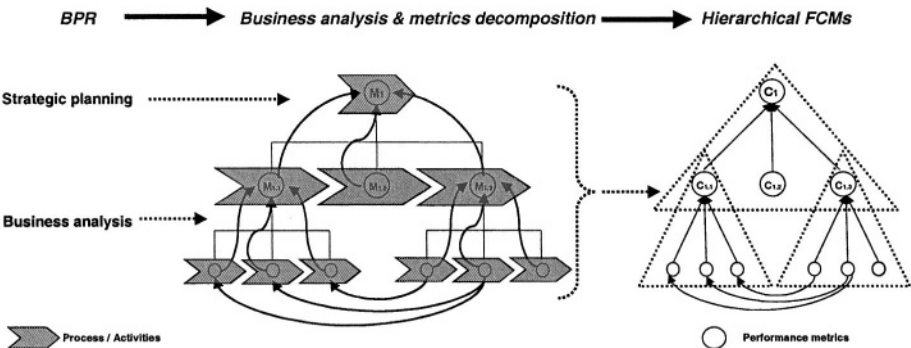 BPR Business analysis & metrics decomposition Hierarchical FCMs
Strategic planning
M1 C1
M1.1 M1.2 M1.3 C1.1 C1.2 C1.3
Business analysis
Process / Activities Performance metrics